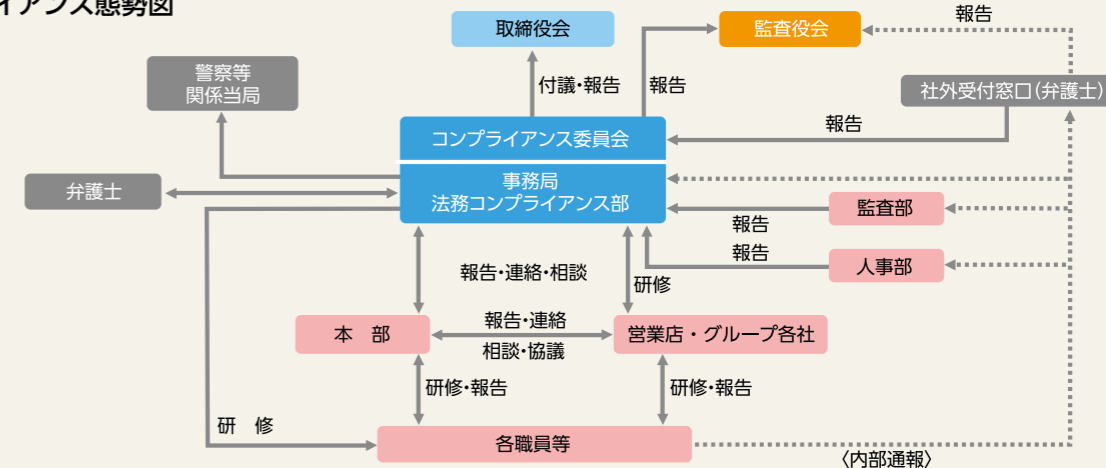 イアンス態勢図
取締役会
監査役会
報告
警察等
関係当局
付議・報告
報告
社外受付窓口(弁護士)
コンプライアンス委員会
報告
弁護士
事務局
法務コンプライアンス部
監査部
報告
報告
人事部
報告・連絡・相談
研修
本 部
報告・連絡
相談・協議
営業店・グループ各社
研修・報告
研修・報告
研 修
各職員等
〈内部通報〉